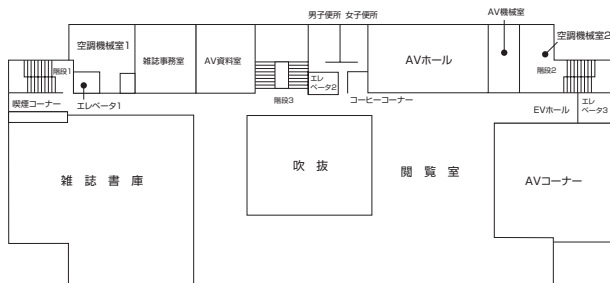 男子便所 女子便所
AV機械室
空調機械室1
空調機械室2
雑誌事務室
AV資料室
AVホール
階段1
階段2
エレ
ベータ2
喫煙コーナー
エレベータ1
階段3
コーヒーコーナー
EVホール
エレ
ベータ3
雑誌書庫
吹抜
閲覧室
AVコーナー